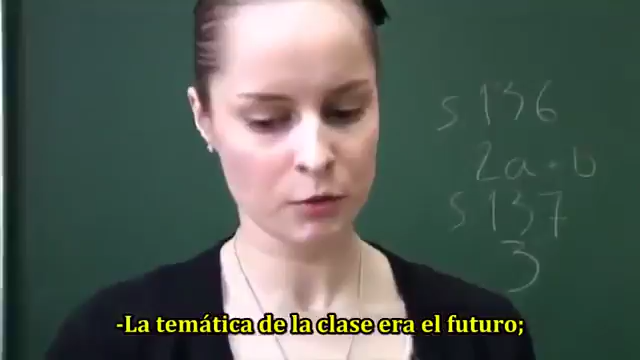 s. 136
2a + b
s. 137
3
-La temática de la clase era el futuro;